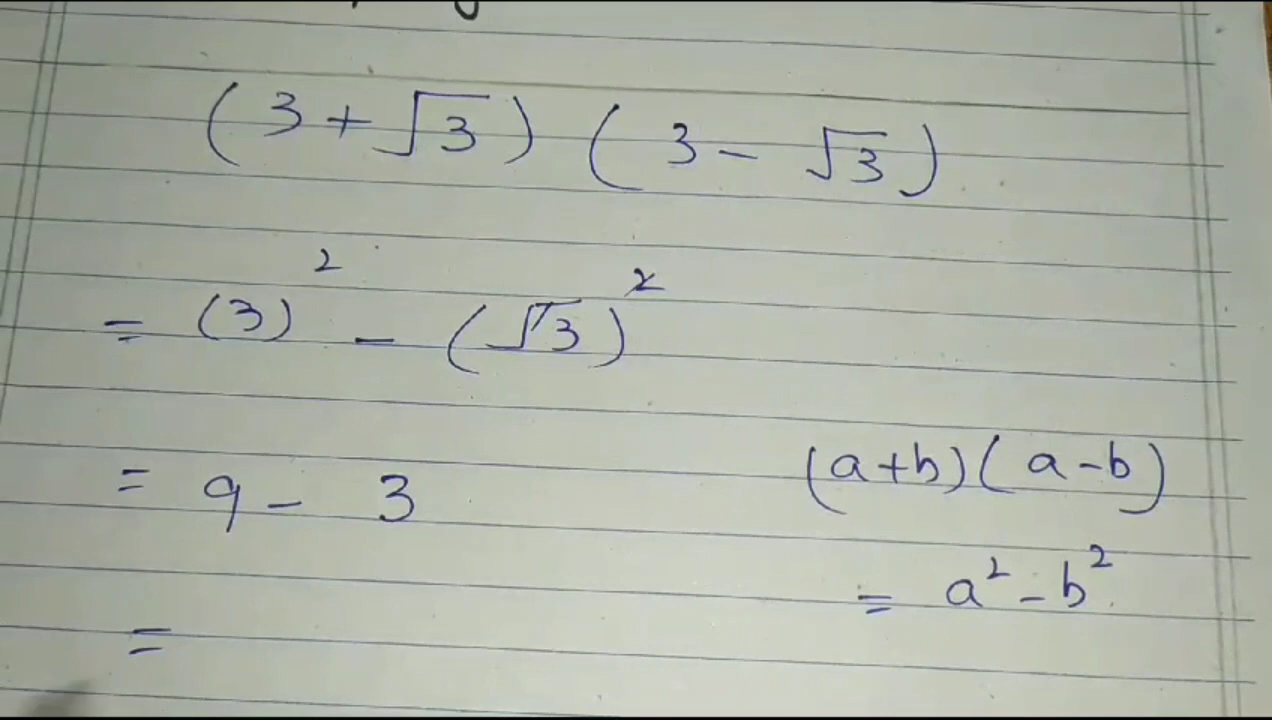 (3 + √3) (3 - √3)
= (3)² - (√3)²
= 9 - 3
(a+b)(a-b)
= a² - b²
=